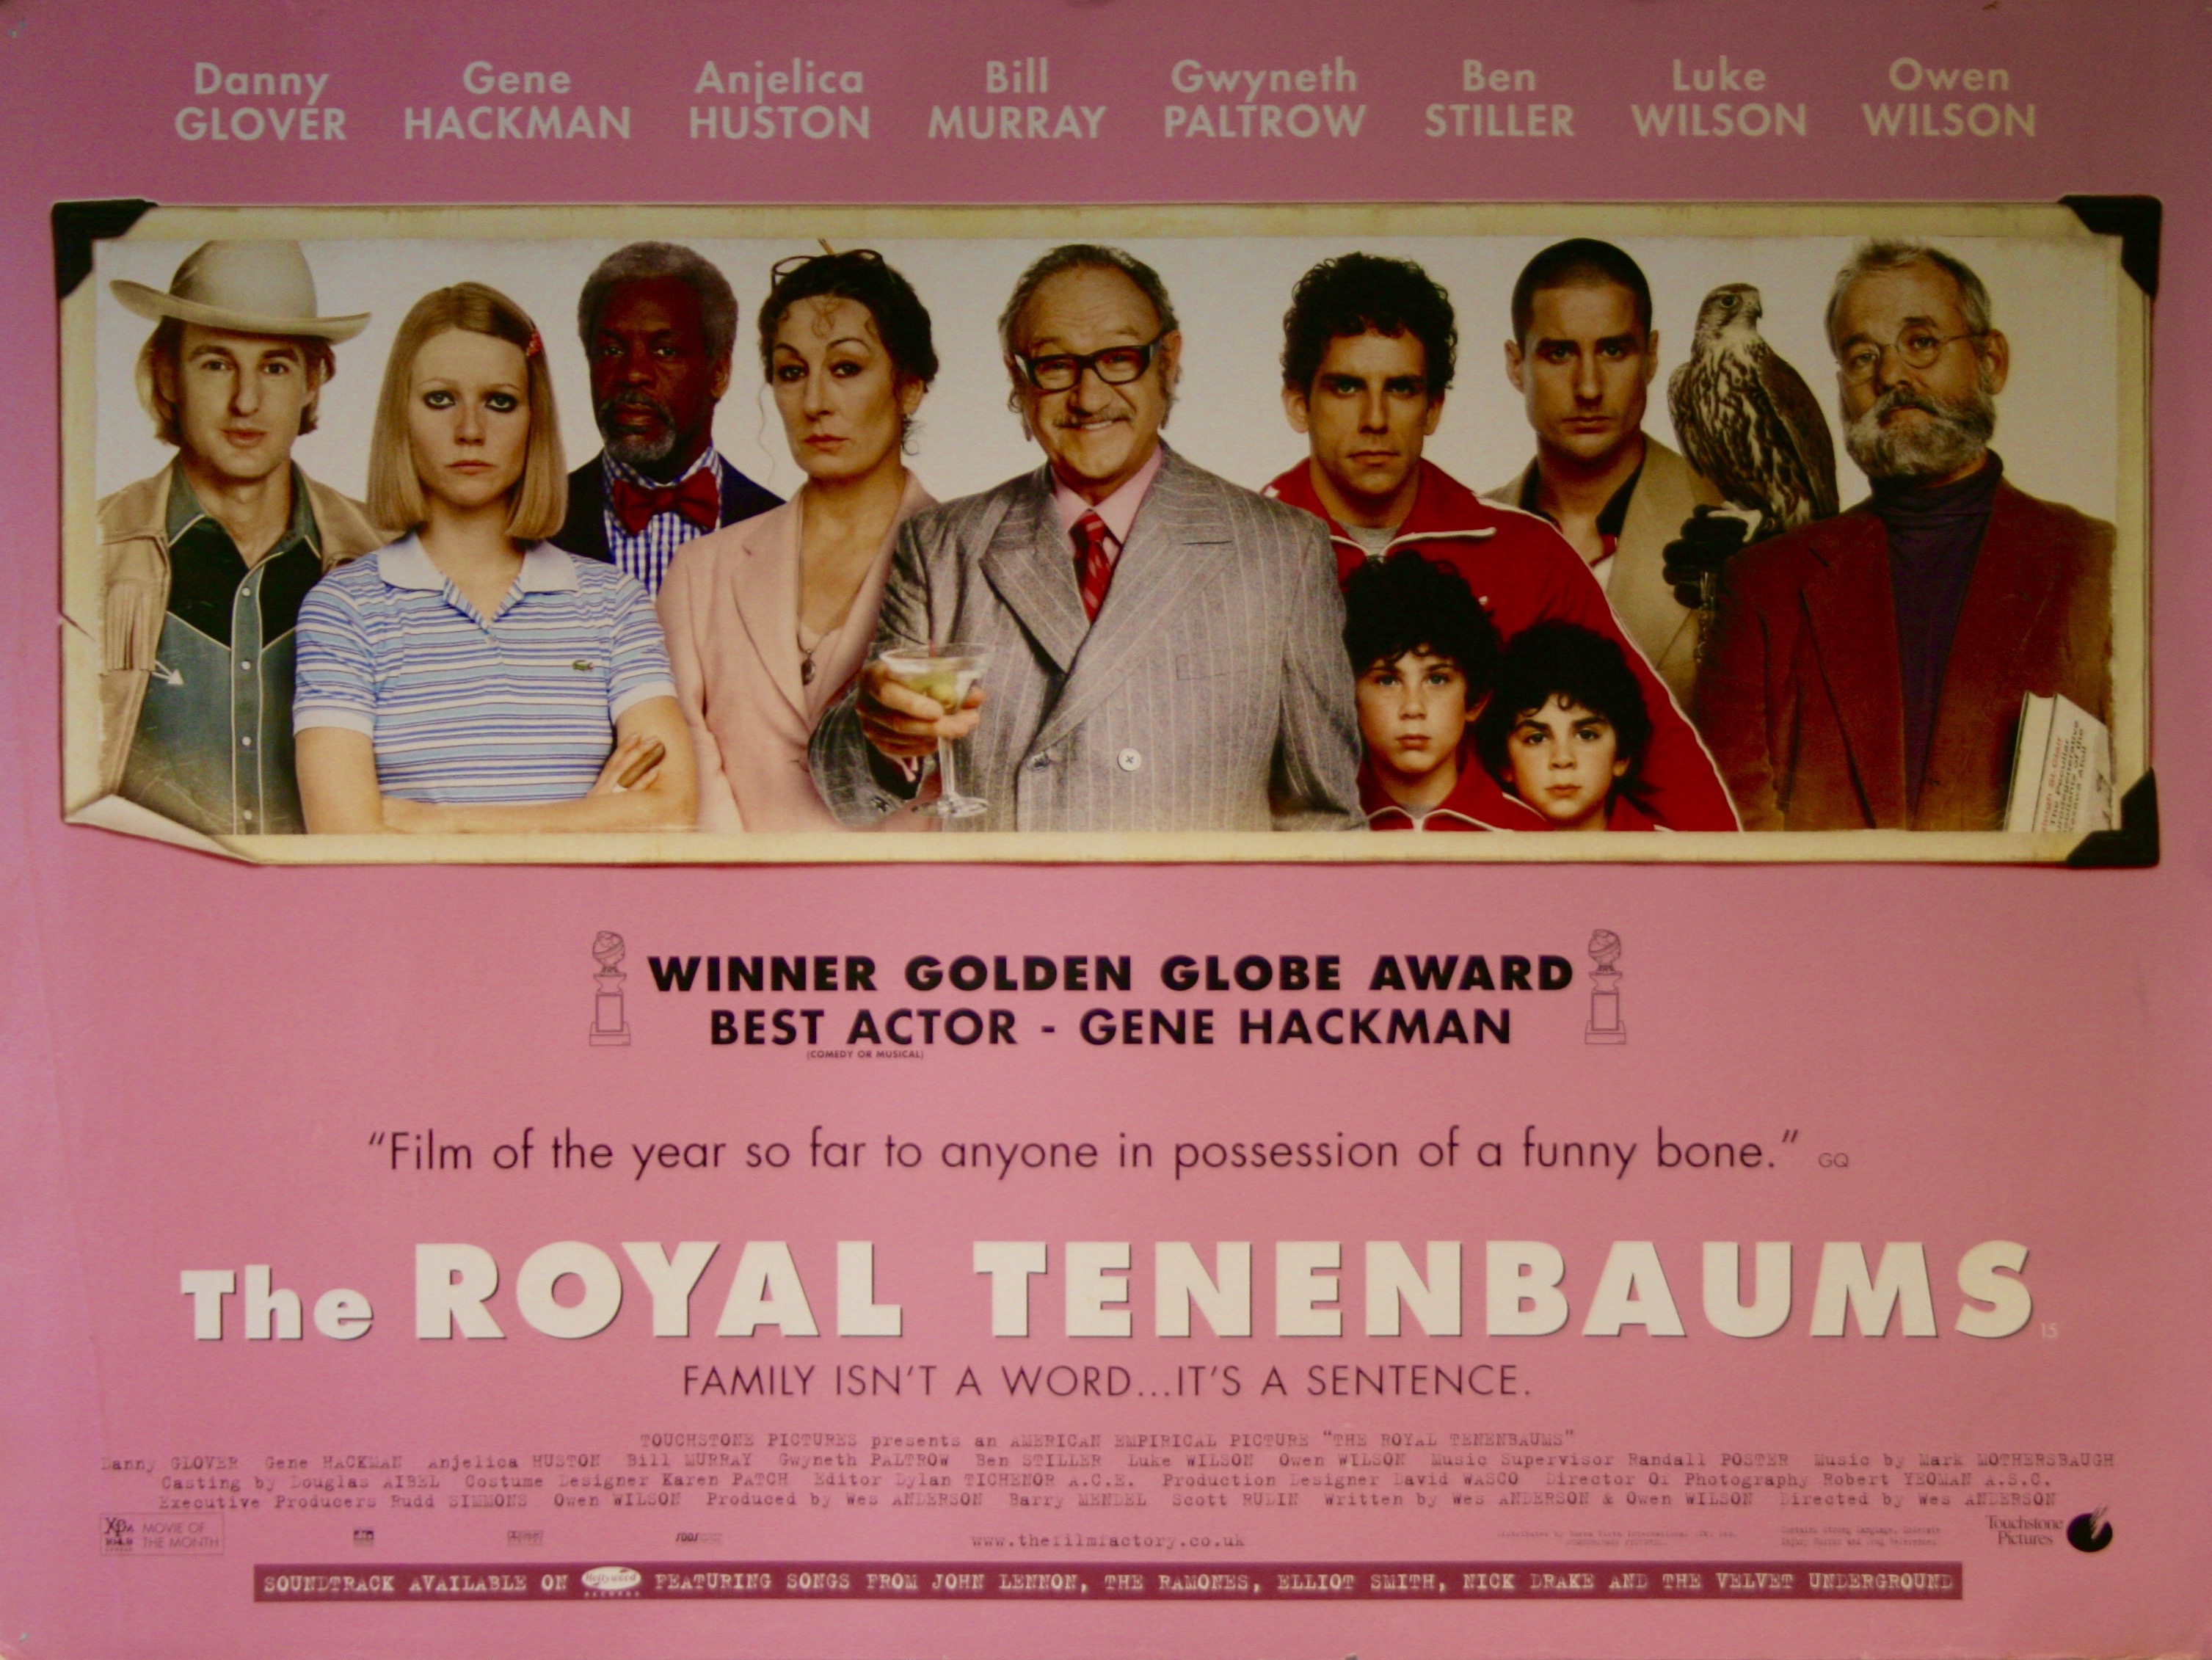 Danny GLOVER
Gene HACKMAN
Anjelica HUSTON
Bill MURRAY
Gwyneth PALTROW
Ben STILLER
Luke WILSON
Owen WILSON
WINNER GOLDEN GLOBE AWARD
BEST ACTOR - GENE HACKMAN
(COMEDY OR MUSICAL)
“Film of the year so far to anyone in possession of a funny bone.” GQ
The ROYAL TENENBAUMS 15
FAMILY ISN'T A WORD...IT'S A SENTENCE.
TOUCHSTONE PICTURES presents an AMERICAN EMPIRICAL PICTURE "THE ROYAL TENENBAUMS"
Danny GLOVER Gene HACKMAN Anjelica HUSTON Bill MURRAY Gwyneth PALTROW Ben STILLER Luke WILSON Owen WILSON Music Supervisor Randall POSTER Music by Mark MOTHERSBAUGH
Casting by Douglas AIBEL Costume Designer Karen PATCH Editor Dylan TICHENOR A.C.E. Production Designer David WASCO Director Of Photography Robert YEOMAN A.S.C.
Executive Producers Rudd SIMMONS Owen WILSON Produced by Wes ANDERSON Barry MENDEL Scott RUDIN Written by Wes ANDERSON & Owen WILSON Directed by Wes ANDERSON
Xfm 104.9 MOVIE OF THE MONTH
www.thefilmfactory.co.uk
Touchstone Pictures
SOUNDTRACK AVAILABLE ON Hollywood RECORDS FEATURING SONGS FROM JOHN LENNON, THE RAMONES, ELLIOT SMITH, NICK DRAKE AND THE VELVET UNDERGROUND